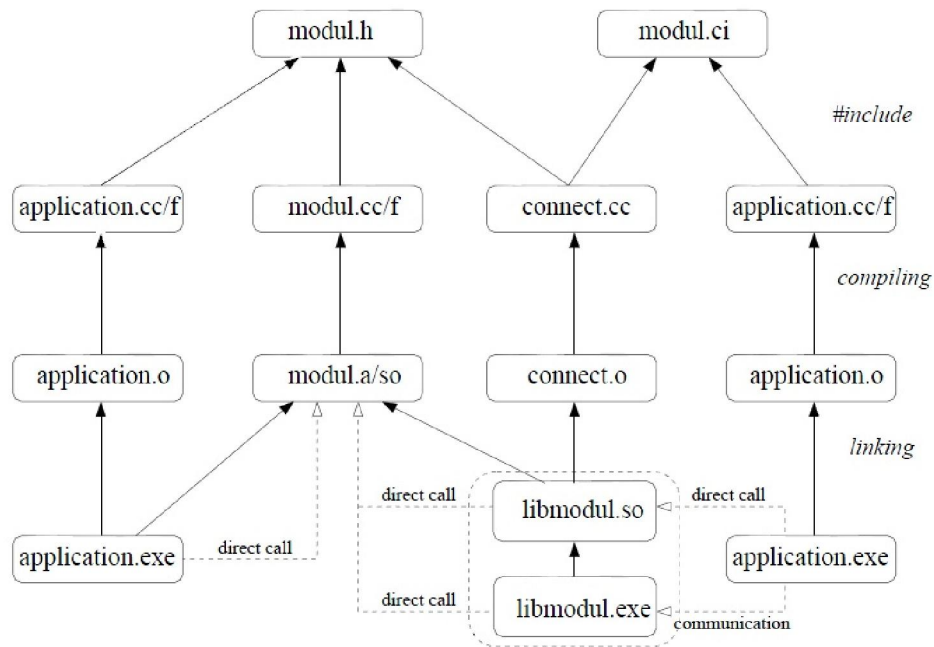 modul.h
modul.ci
#include
application.cc/f
modul.cc/f
connect.cc
application.cc/f
compiling
application.o
modul.a/so
connect.o
application.o
linking
direct call
libmodul.so
direct call
application.exe
direct call
application.exe
direct call
libmodul.exe
communication